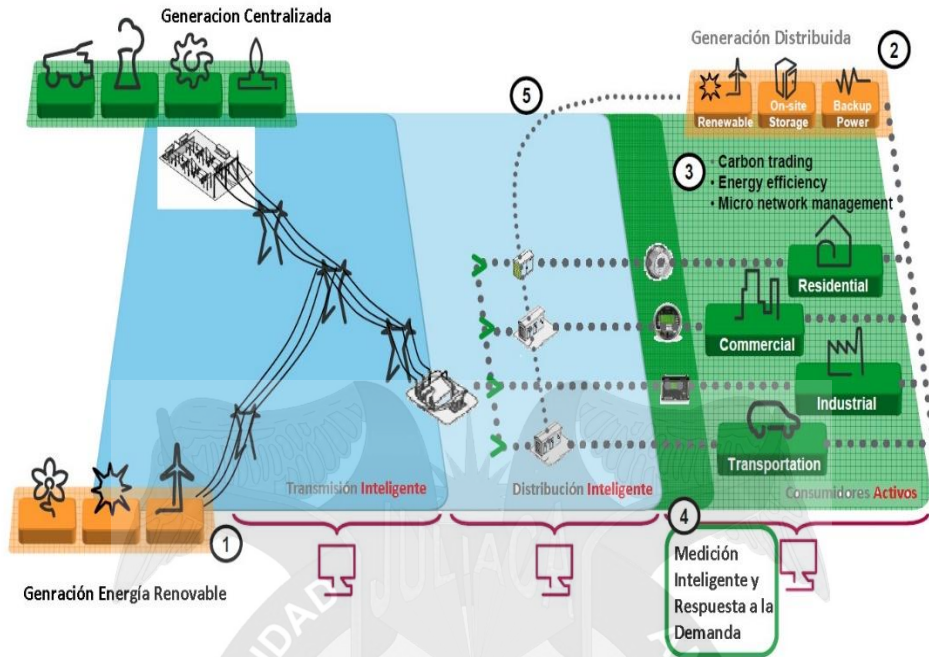 Generacion Centralizada
Generación Distribuida
2
5
Renewable
On-site
Storage
Backup
Power
3
• Carbon trading
• Energy efficiency
• Micro network management
Residential
Commercial
Industrial
Transportation
Transmisión Inteligente
Distribución Inteligente
Consumidores Activos
1
4
Medición
Inteligente y
Respuesta a la
Demanda
Genración Energía Renovable
JULIACA
IDAD